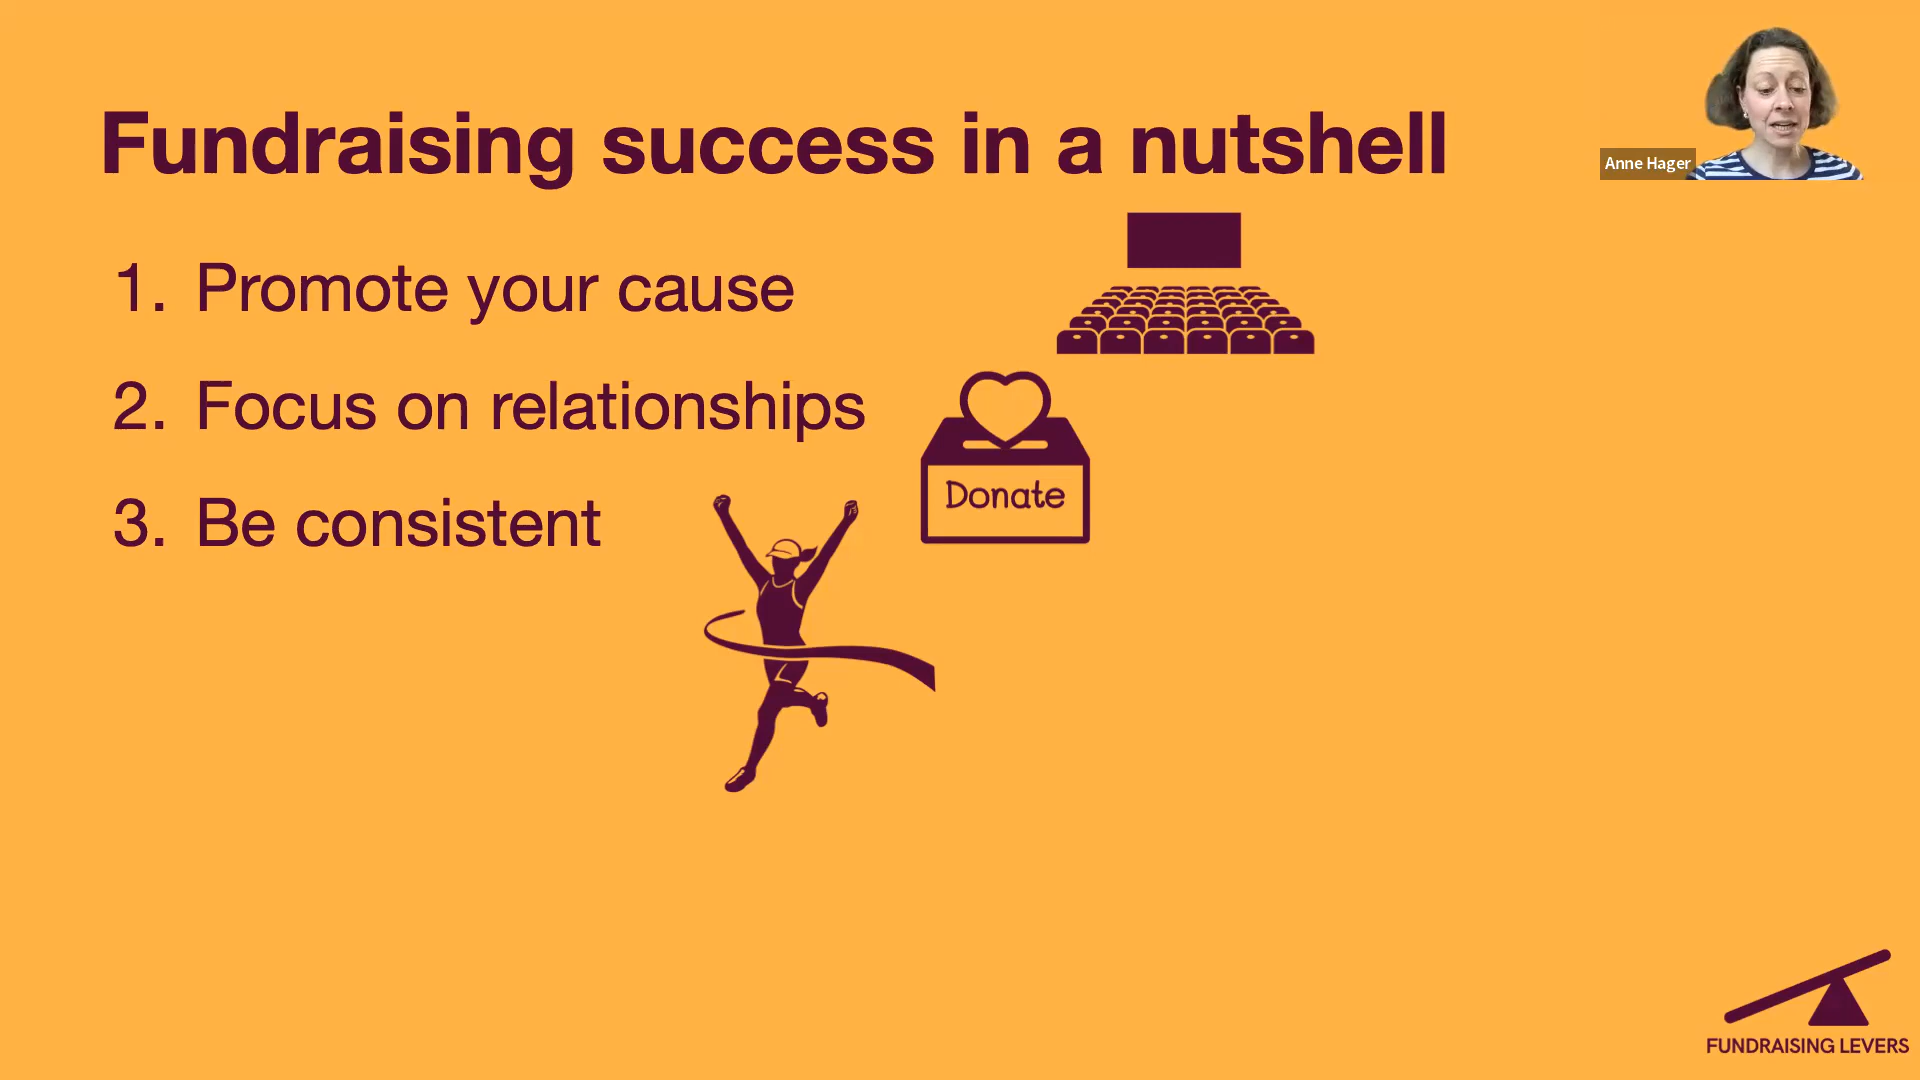 Fundraising success in a nutshell
Anne Hager
1. Promote your cause
2. Focus on relationships
Donate
3. Be consistent
FUNDRAISING LEVERS